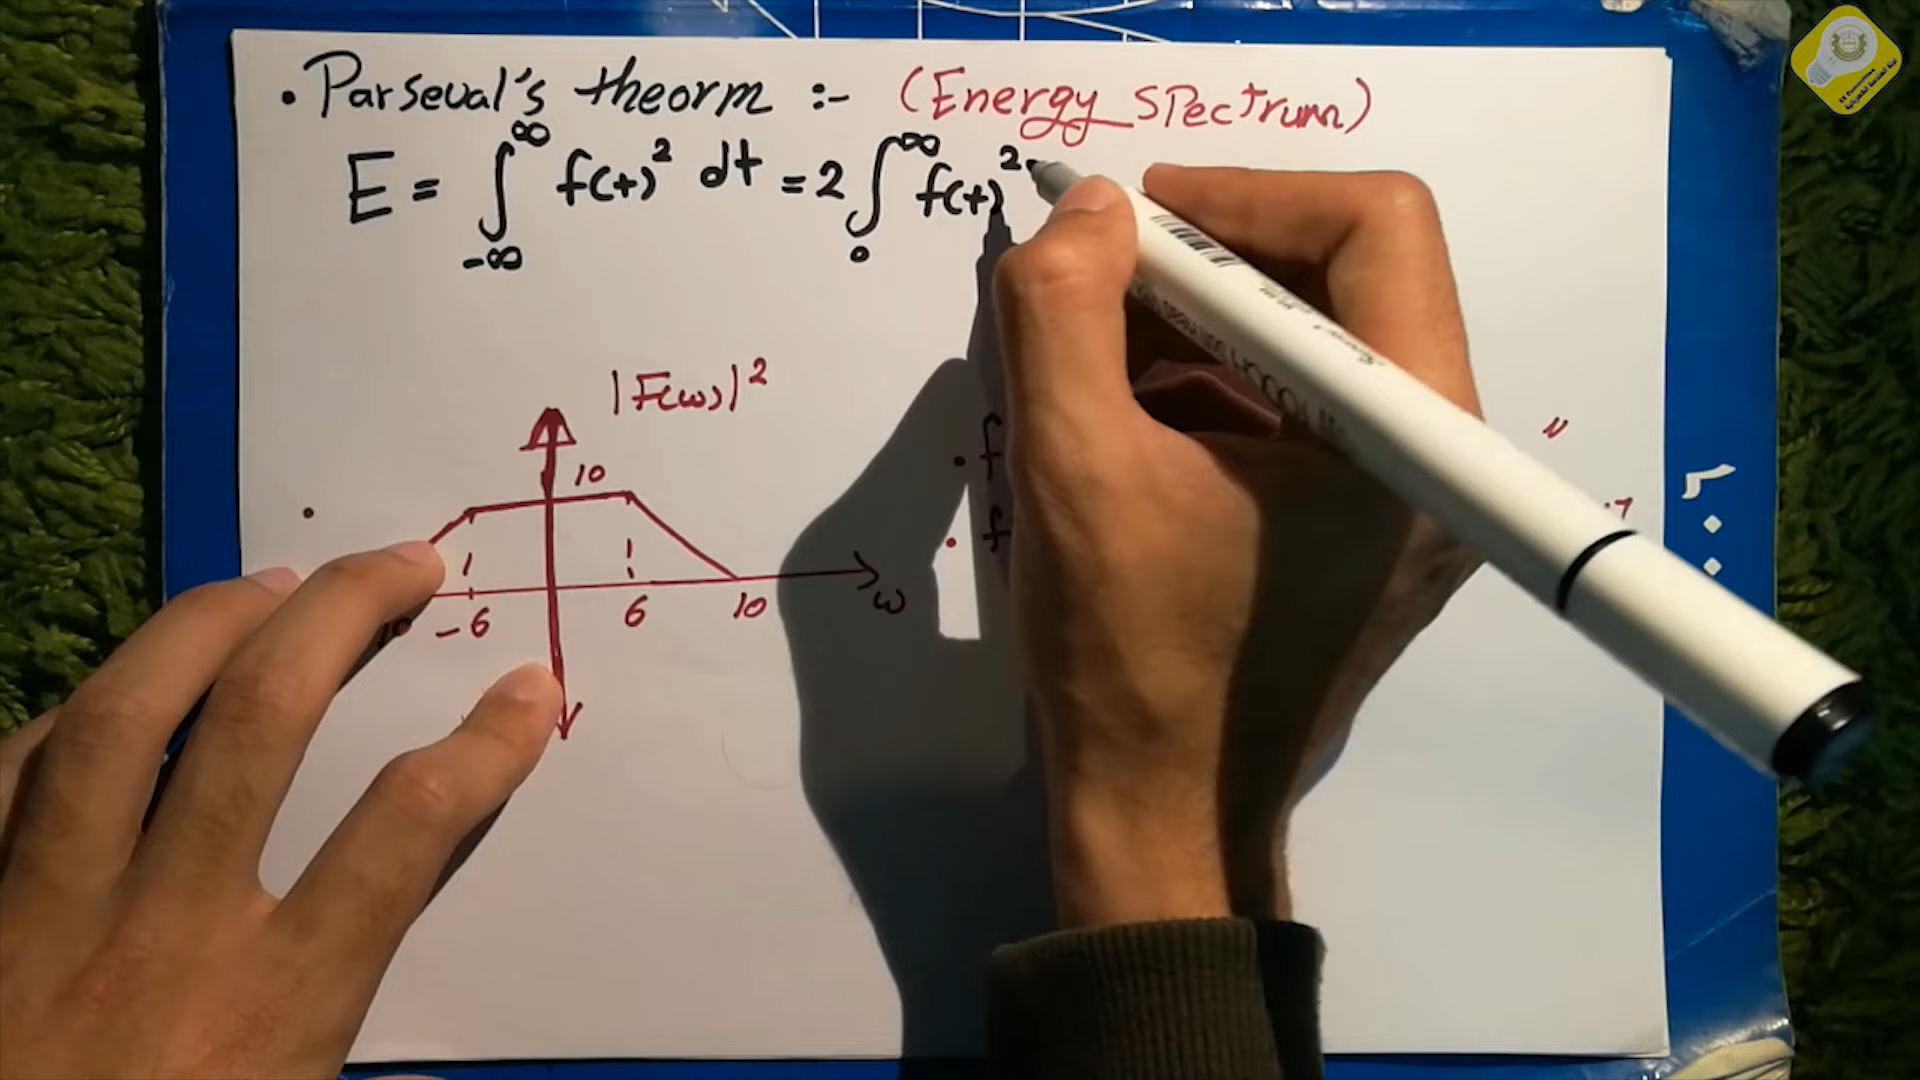 • Parseval's theorm :- (Energy spectrum)
E = ∫_{-∞}^{∞} f(t)² dt = 2 ∫_{0}^{∞} f(t)²
|F(ω)|²
10
-6 6 10 ω
• f
• f